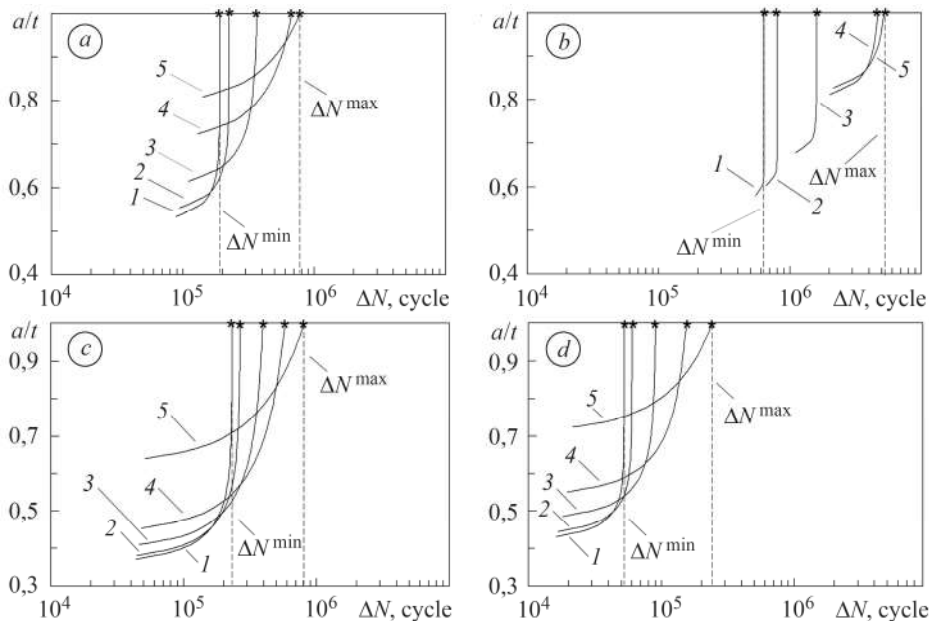 a/t
a
0,8
0,6
0,4
5
4
3
2
1
ΔN^max
ΔN^min
10^4
10^5
10^6
ΔN, cycle
a/t
b
0,8
0,6
0,4
4
5
3
1
2
ΔN^max
ΔN^min
10^4
10^5
10^6
ΔN, cycle
a/t
c
0,9
0,7
0,5
0,3
5
3
4
2
1
ΔN^max
ΔN^min
10^4
10^5
10^6
ΔN, cycle
a/t
d
0,9
0,7
0,5
0,3
5
4
3
2
1
ΔN^max
ΔN^min
10^4
10^5
10^6
ΔN, cycle